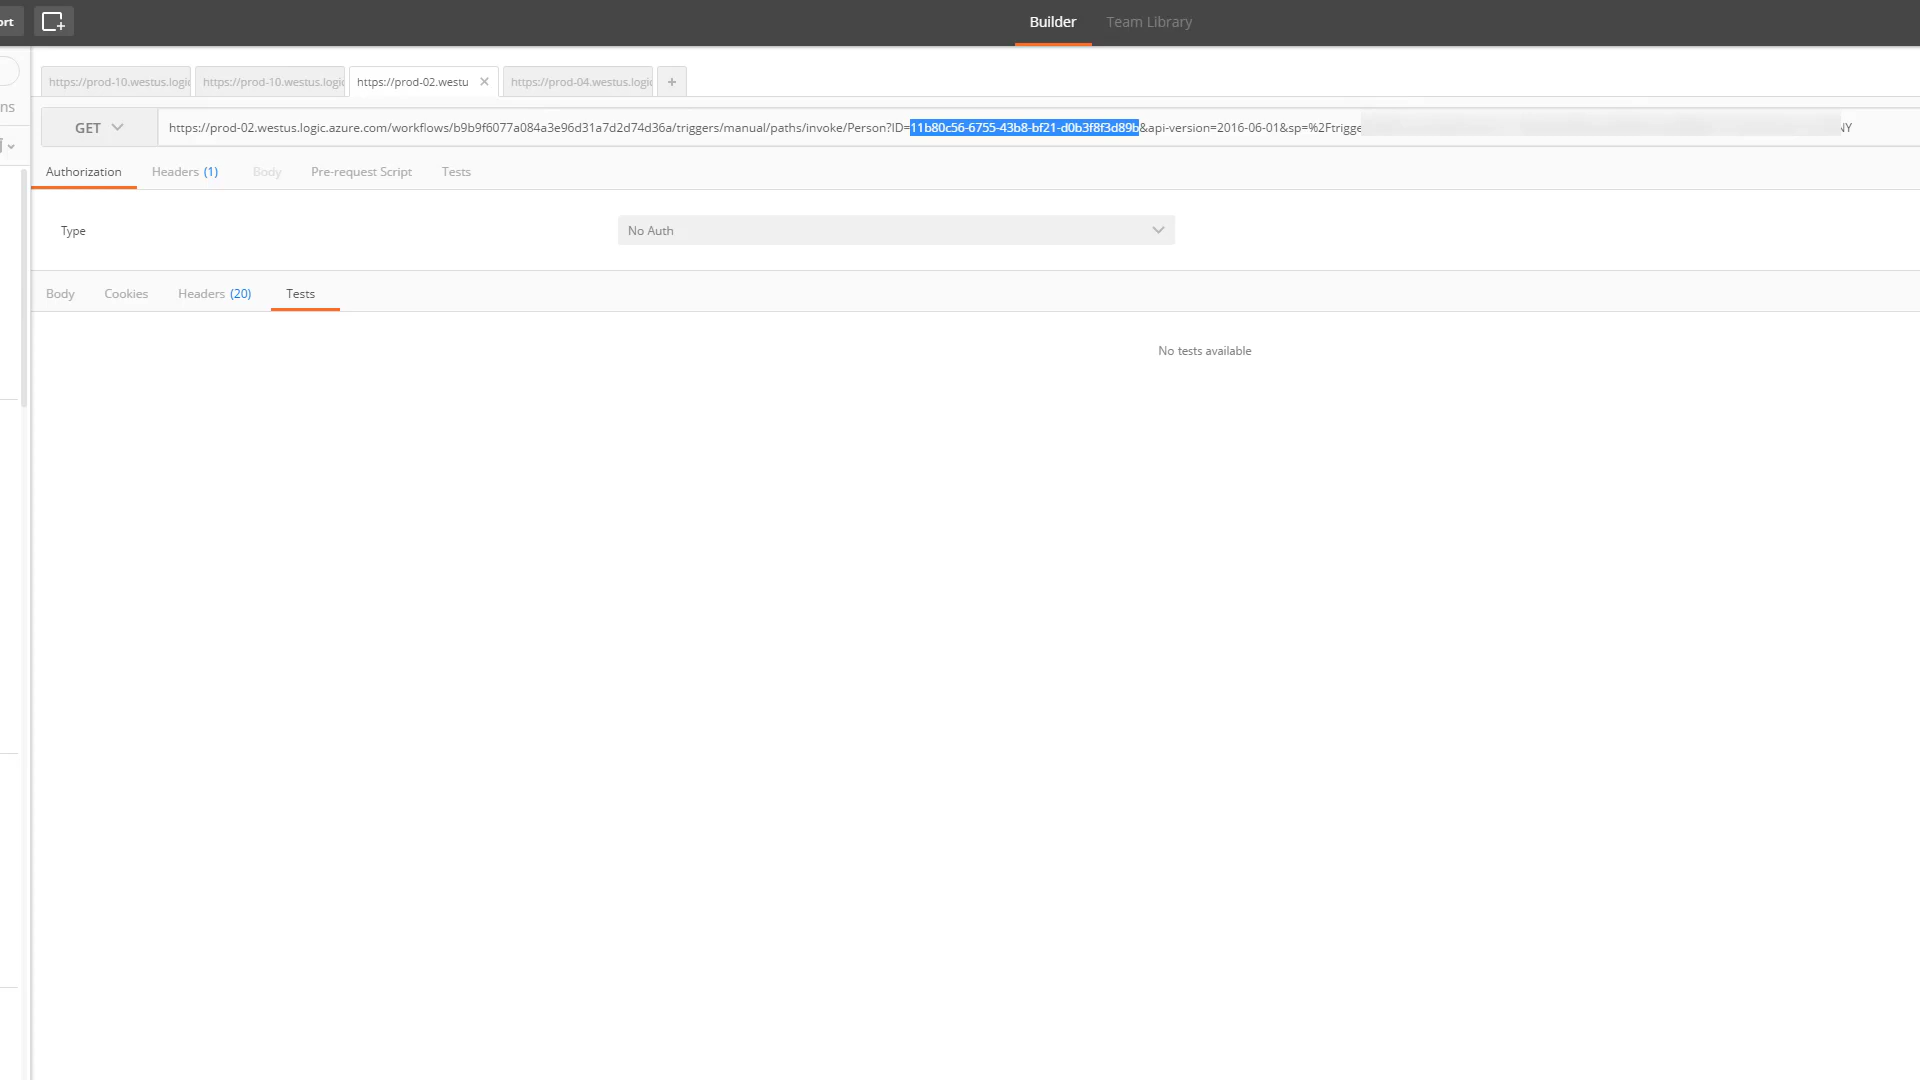 ort
Builder
Team Library
https://prod-10.westus.logic
https://prod-10.westus.logic
https://prod-02.westu
https://prod-04.westus.logic
+
ns
GET
https://prod-02.westus.logic.azure.com/workflows/b9b9f6077a084a3e96d31a7d2d74d36a/triggers/manual/paths/invoke/Person?ID=11b80c56-6755-43b8-bf21-d0b3f8f3d89b&api-version=2016-06-01&sp=%2Ftrigge
NY
Authorization
Headers (1)
Body
Pre-request Script
Tests
Type
No Auth
Body
Cookies
Headers (20)
Tests
No tests available